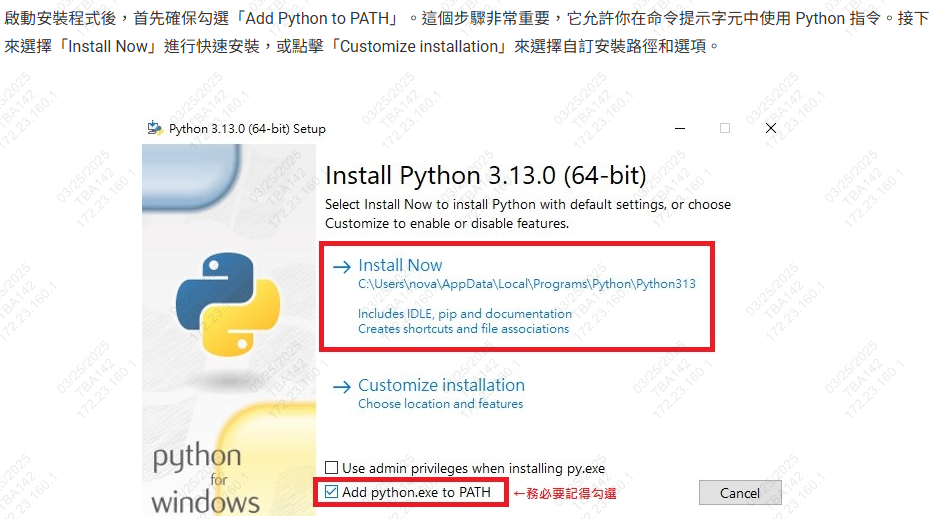 啟動安裝程式後，首先確保勾選「Add Python to PATH」。這個步驟非常重要，它允許你在命令提示字元中使用 Python 指令。接下
來選擇「Install Now」進行快速安裝，或點擊「Customize installation」來選擇自訂安裝路徑和選項。
Python 3.13.0 (64-bit) Setup
Install Python 3.13.0 (64-bit)
Select Install Now to install Python with default settings, or choose
Customize to enable or disable features.
→ Install Now
C:\Users\nova\AppData\Local\Programs\Python\Python313
Includes IDLE, pip and documentation
Creates shortcuts and file associations
→ Customize installation
Choose location and features
python
for
windows
Use admin privileges when installing py.exe
Add python.exe to PATH ←務必要記得勾選
Cancel
03/25/2025
TBA142
172.23.160.1